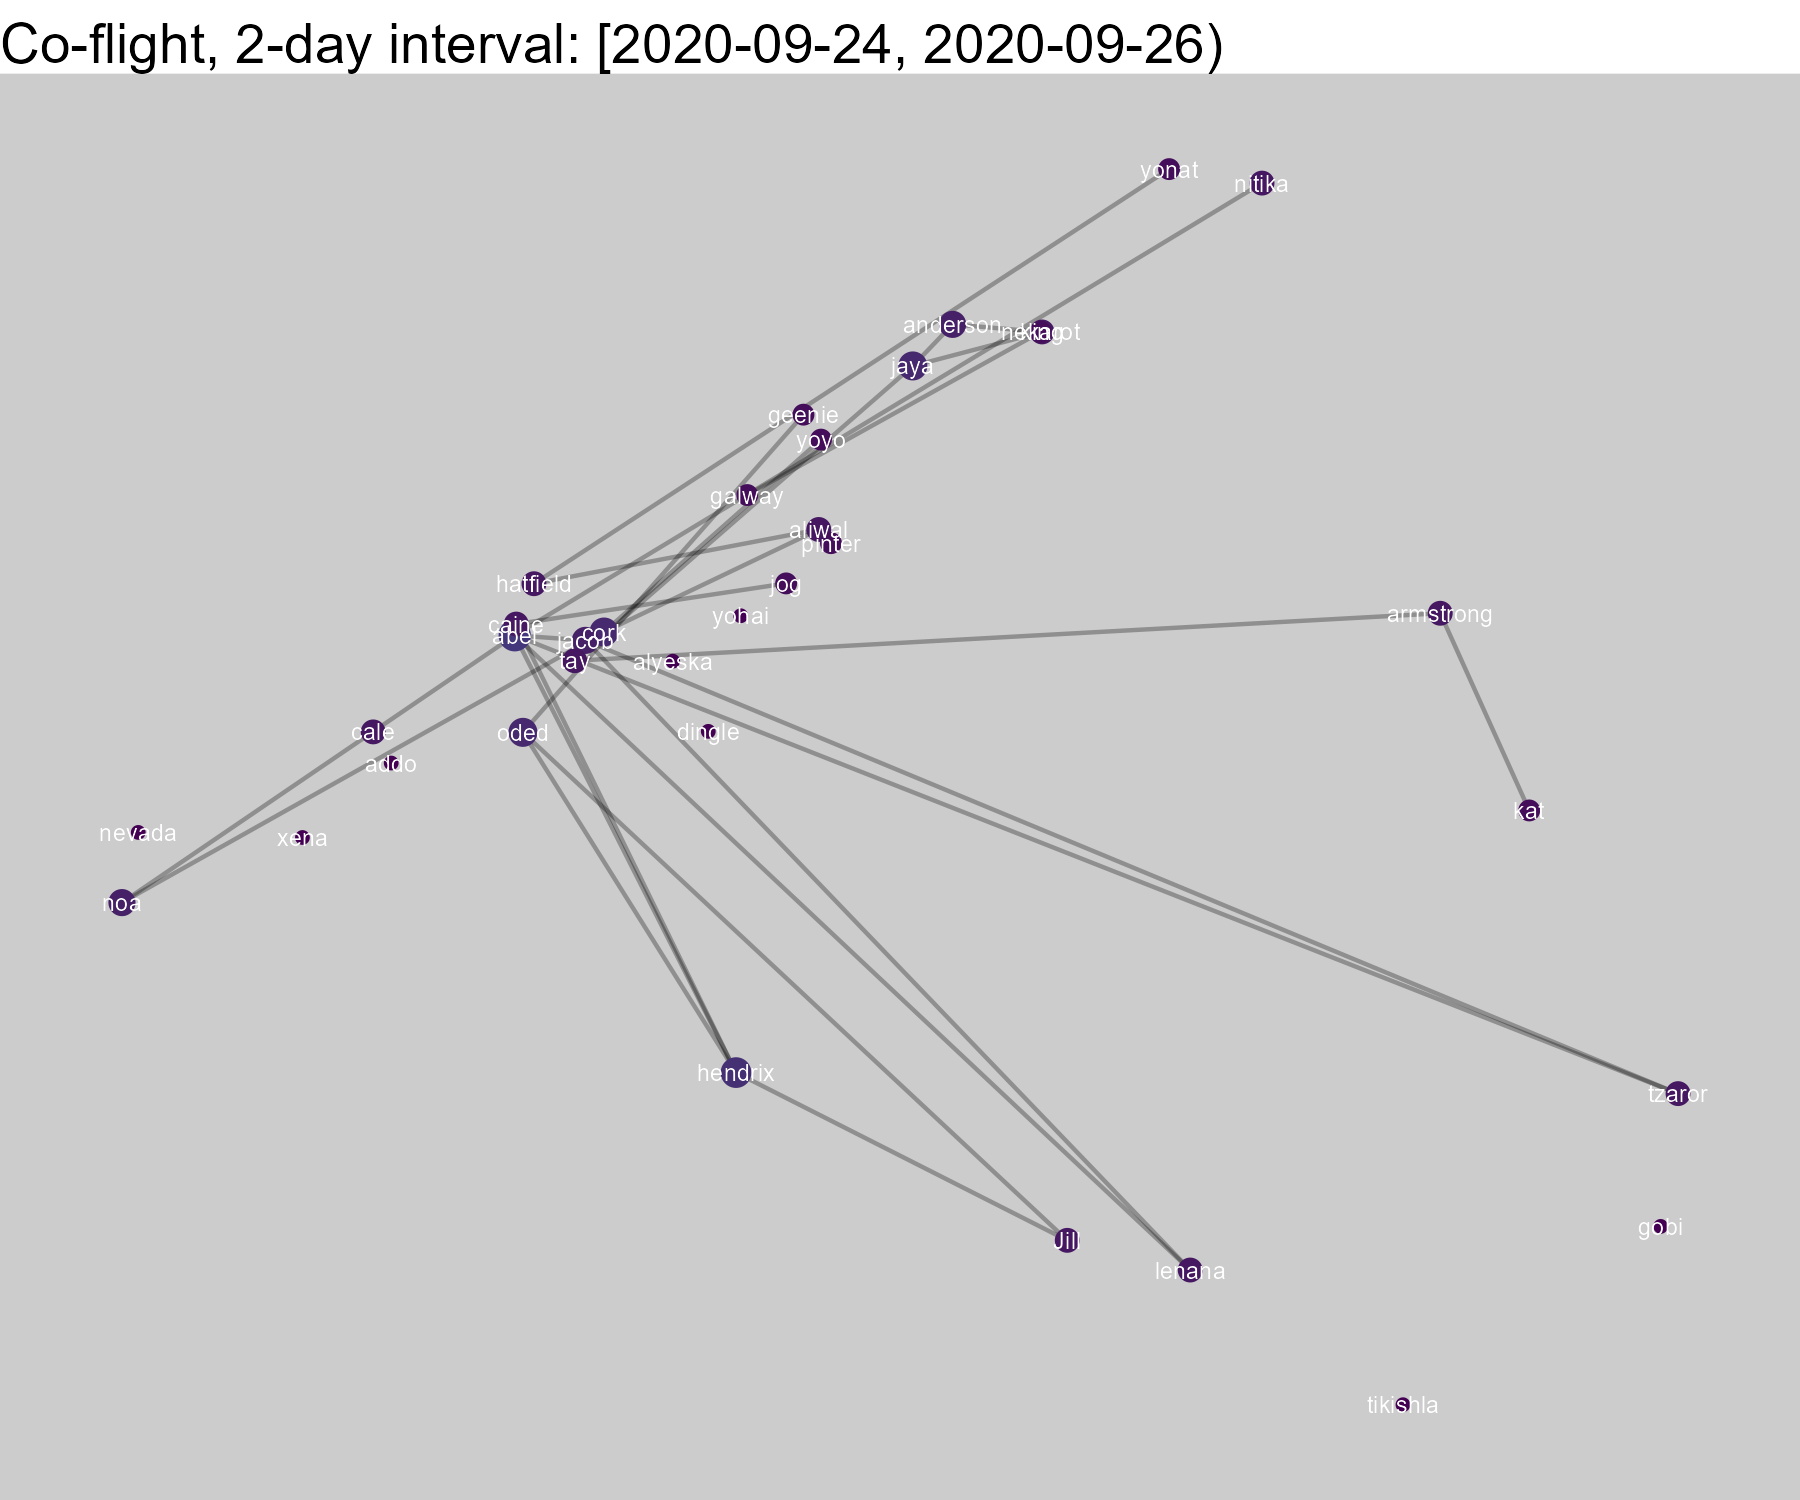 Co-flight, 2-day interval: [2020-09-24, 2020-09-26)
yonat
nitika
anderson
jaya
geenie
yoyo
galway
aliwal
pinter
hatfield
jog
yohai
armstrong
caine
abel
cork
jacob
tay
alyeska
cale
oded
dingle
addo
kat
nevada
xena
noa
hendrix
tzaror
gobi
Jill
lenana
tikishla